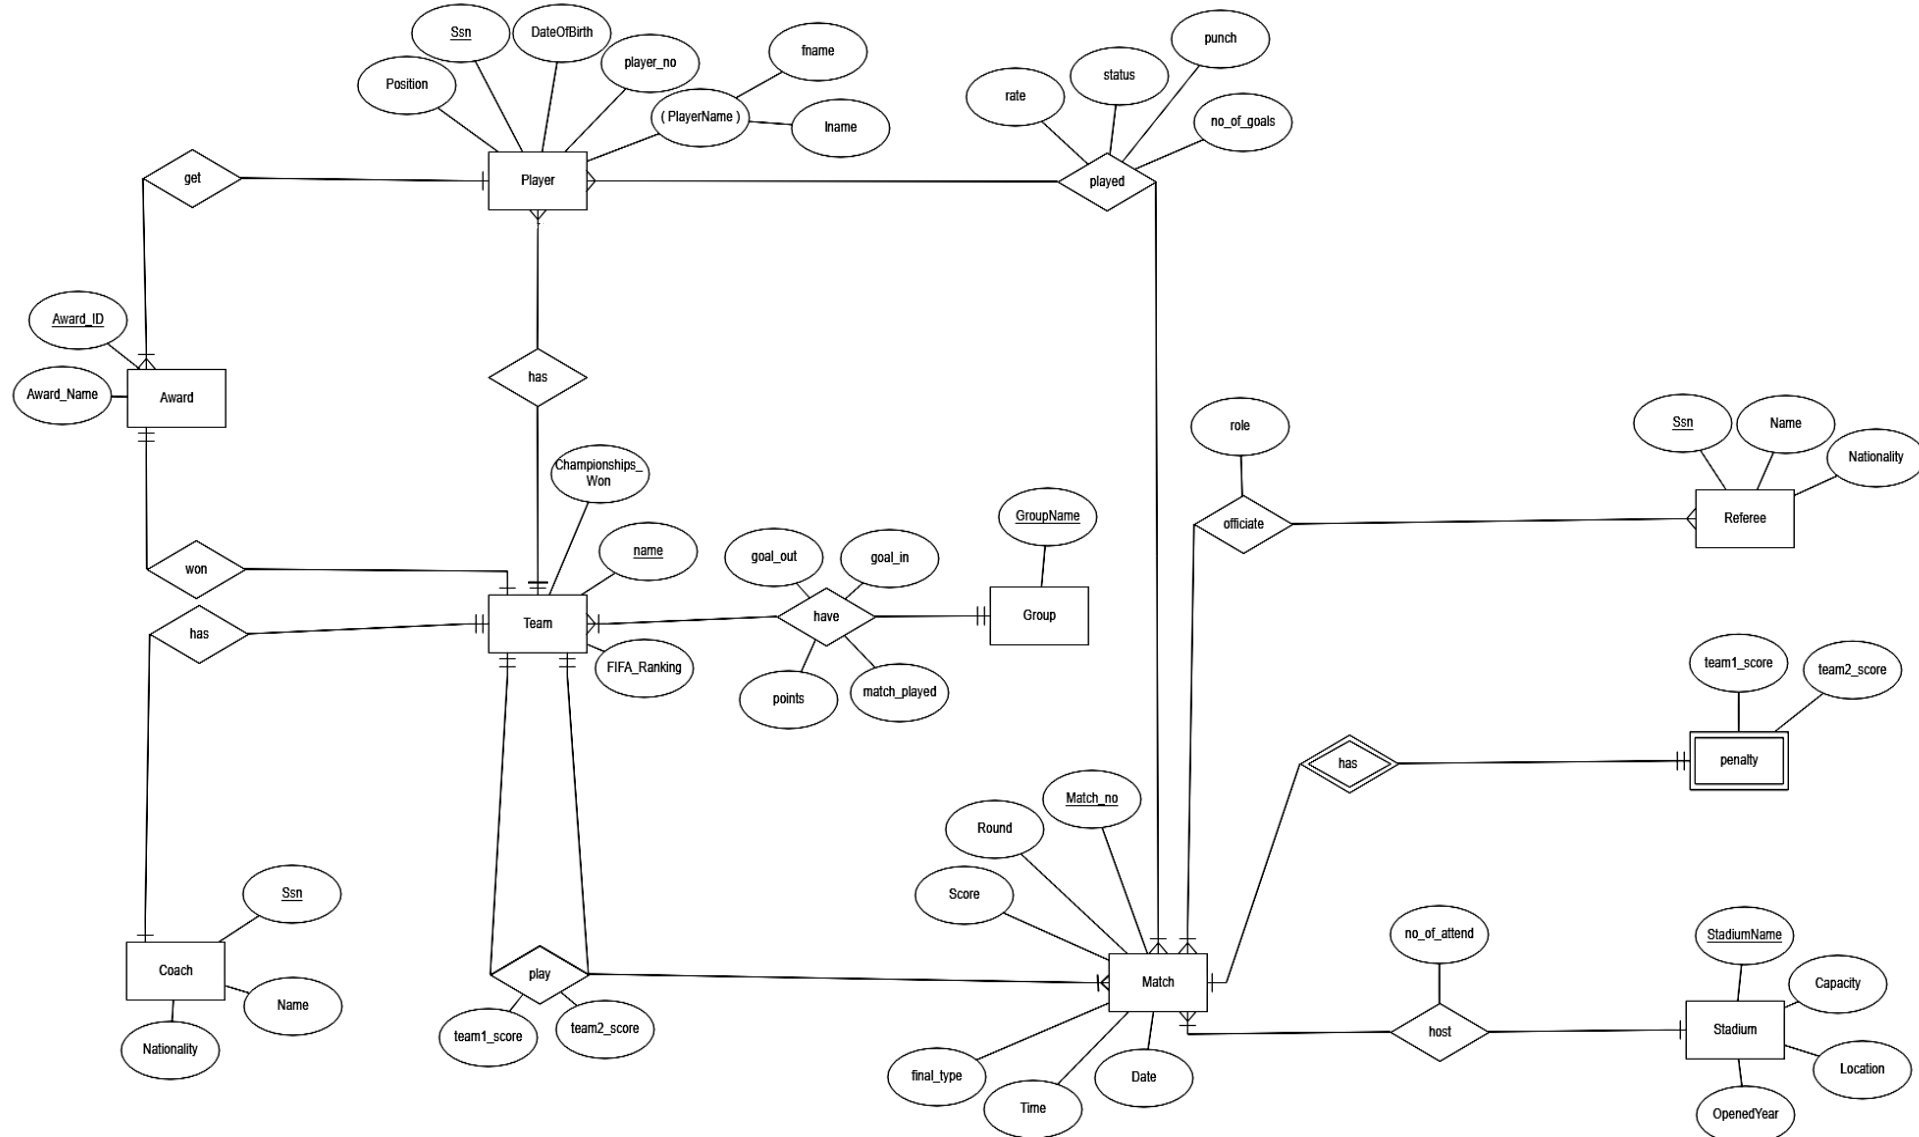 Ssn
DateOfBirth
player_no
Position
( PlayerName )
fname
lname
punch
status
rate
no_of_goals
get
Player
played
Award_ID
Award_Name
Award
has
Championships_
Won
name
won
has
Team
FIFA_Ranking
goal_out
goal_in
have
points
match_played
GroupName
Group
role
officiate
Ssn
Name
Nationality
Referee
team1_score
team2_score
has
penalty
Match_no
Round
Score
Match
final_type
Time
Date
Ssn
Coach
Name
Nationality
play
team1_score
team2_score
no_of_attend
host
StadiumName
Capacity
Stadium
Location
OpenedYear